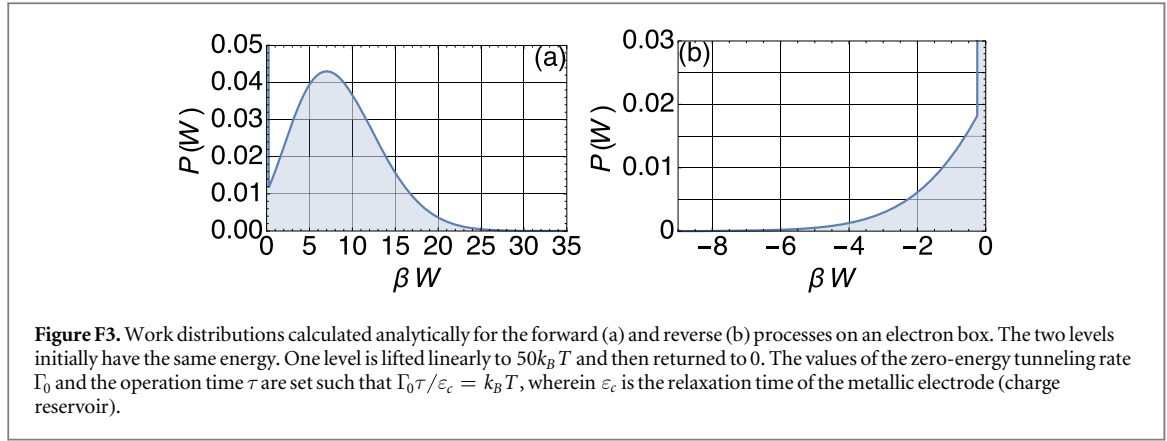 0.05
0.04
0.03
0.02
0.01
0.00
P(W)
(a)
0 5 10 15 20 25 30 35
β W
0.03
0.02
0.01
0
P(W)
(b)
−8 −6 −4 −2 0
β W
Figure F3. Work distributions calculated analytically for the forward (a) and reverse (b) processes on an electron box. The two levels
initially have the same energy. One level is lifted linearly to 50k_B T and then returned to 0. The values of the zero-energy tunneling rate
Γ₀ and the operation time τ are set such that Γ₀τ/ε_c = k_B T, wherein ε_c is the relaxation time of the metallic electrode (charge
reservoir).